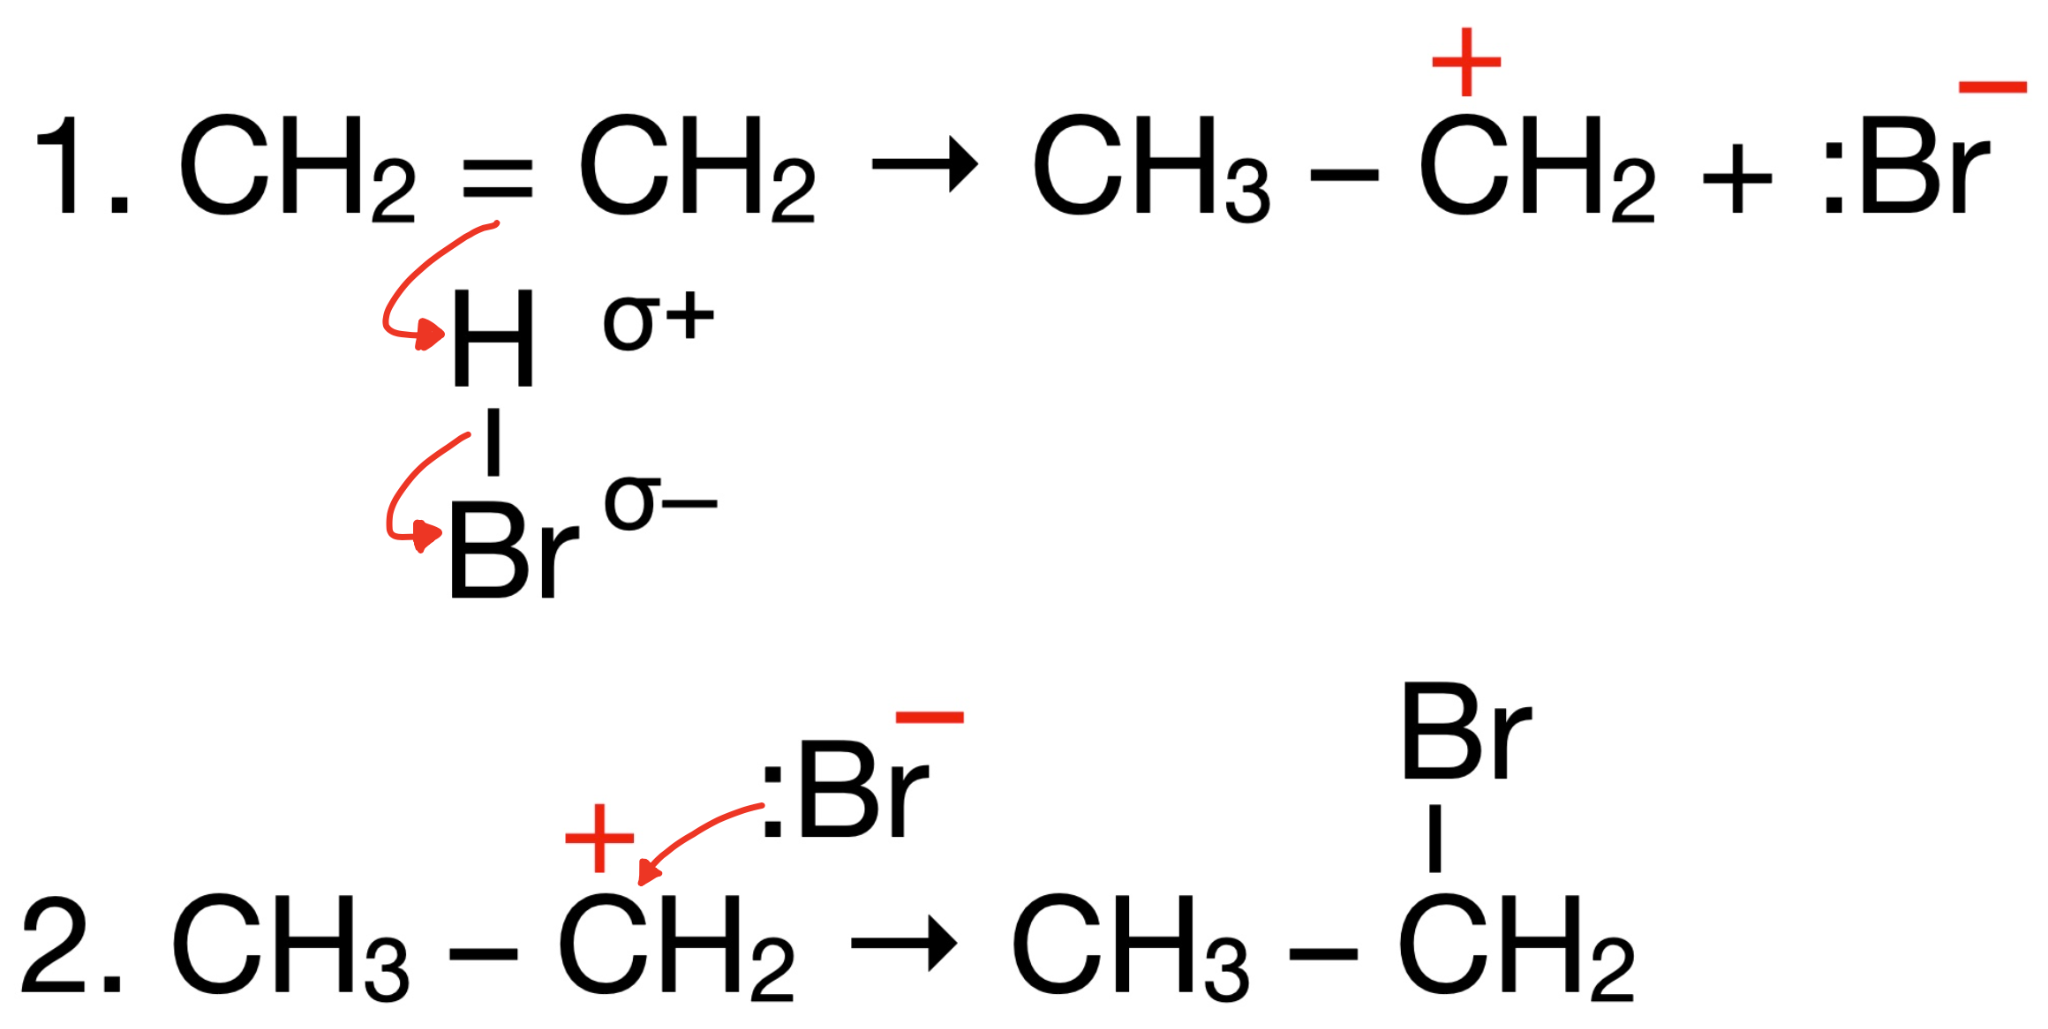 1. CH₂ = CH₂ → CH₃ – CH₂ + :Br
+ –
H σ+
Br σ–
Br
:Br –
+
2. CH₃ – CH₂ → CH₃ – CH₂